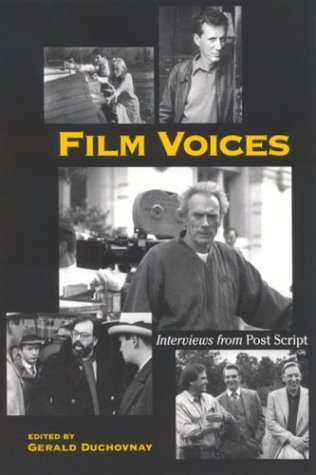 FILM VOICES
Interviews from Post Script
EDITED BY
GERALD DUCHOVNAY